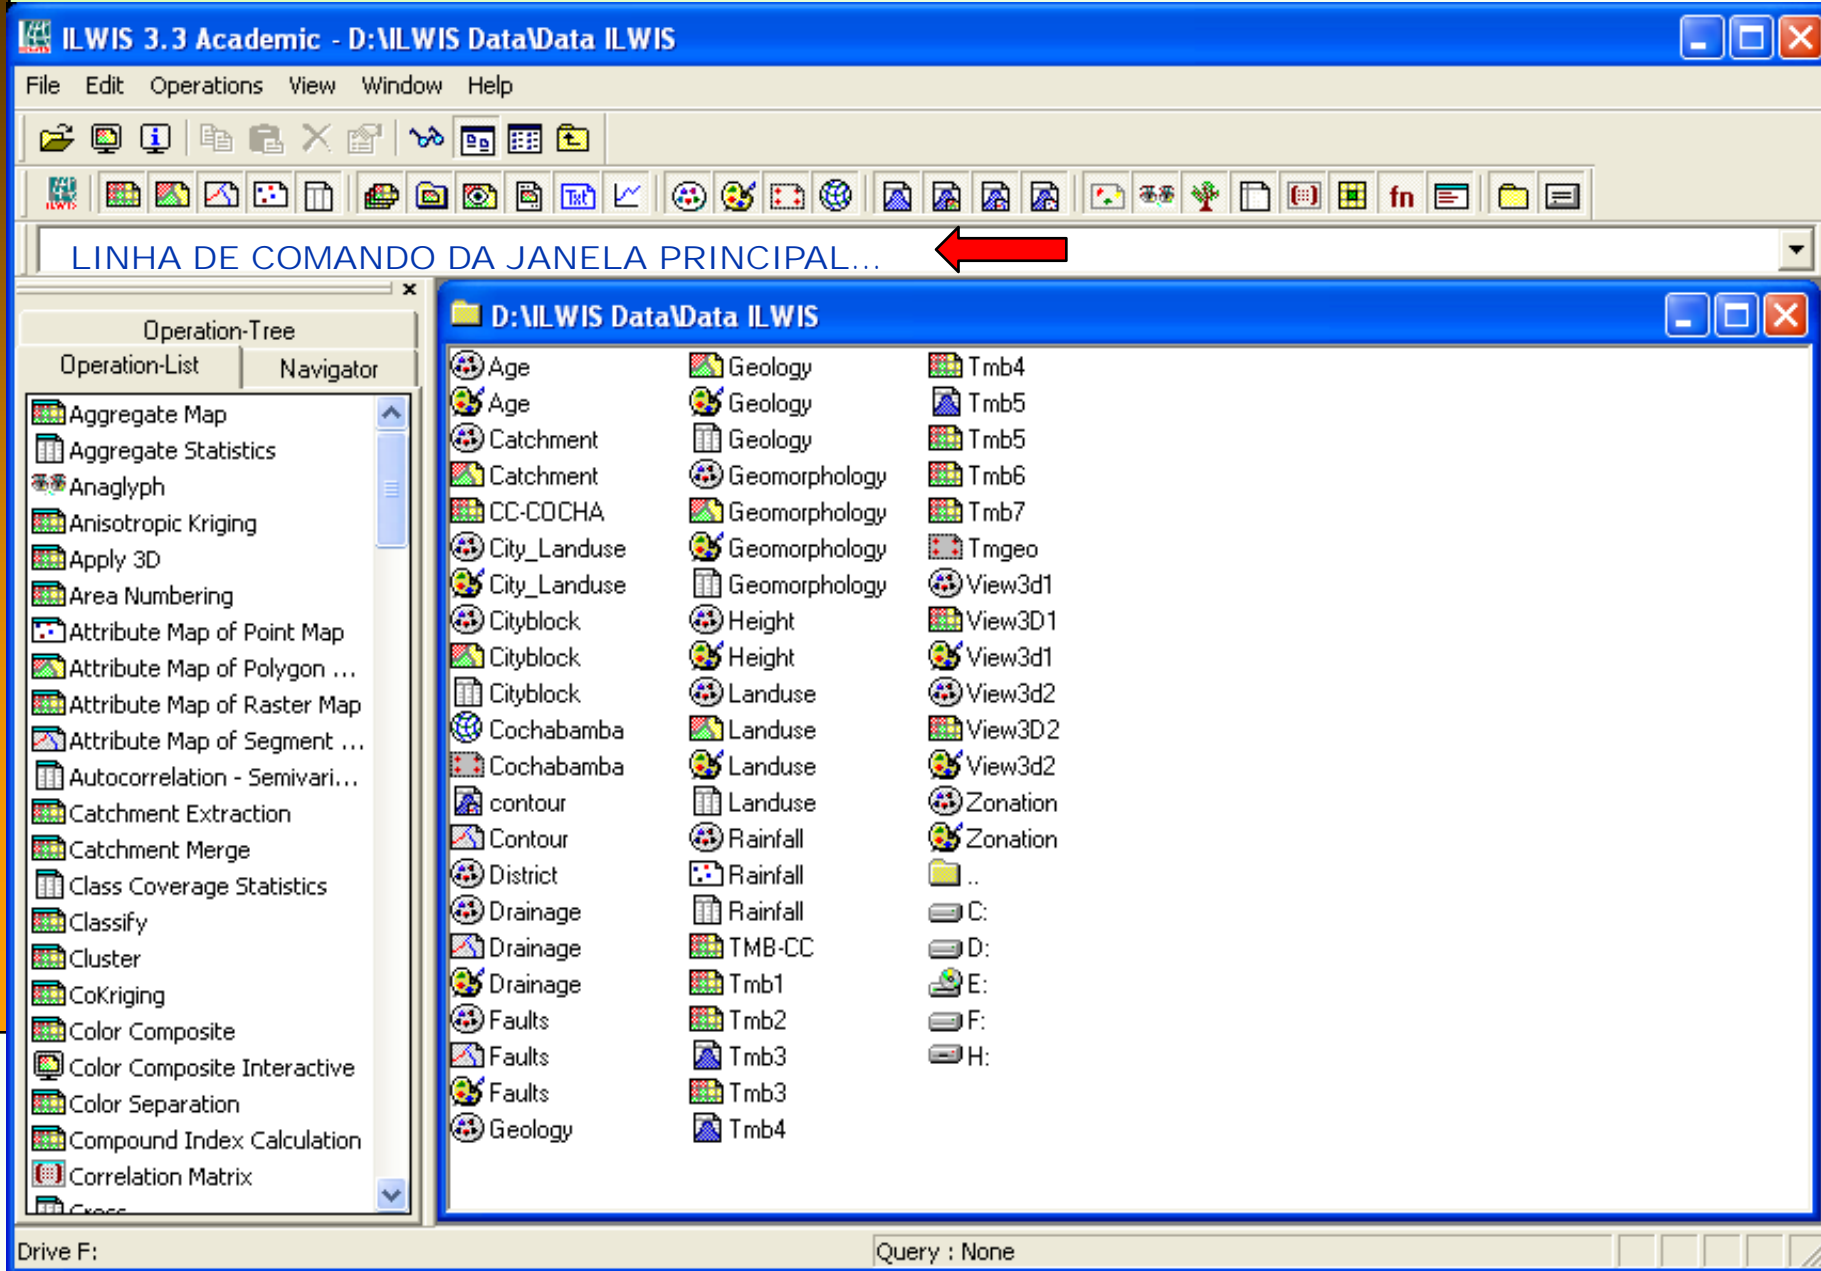 ILWIS 3.3 Academic - D:\ILWIS Data\Data ILWIS
File Edit Operations View Window Help
ILWIS Txt fn
LINHA DE COMANDO DA JANELA PRINCIPAL...
Operation-Tree
Operation-List Navigator
Aggregate Map
Aggregate Statistics
Anaglyph
Anisotropic Kriging
Apply 3D
Area Numbering
Attribute Map of Point Map
Attribute Map of Polygon ...
Attribute Map of Raster Map
Attribute Map of Segment ...
Autocorrelation - Semivari...
Catchment Extraction
Catchment Merge
Class Coverage Statistics
Classify
Cluster
CoKriging
Color Composite
Color Composite Interactive
Color Separation
Compound Index Calculation
Correlation Matrix
Cross
D:\ILWIS Data\Data ILWIS
Age
Age
Catchment
Catchment
CC-COCHA
City_Landuse
City_Landuse
Cityblock
Cityblock
Cityblock
Cochabamba
Cochabamba
contour
Contour
District
Drainage
Drainage
Drainage
Faults
Faults
Faults
Geology
Geology
Geology
Geology
Geomorphology
Geomorphology
Geomorphology
Geomorphology
Height
Height
Landuse
Landuse
Landuse
Landuse
Rainfall
Rainfall
Rainfall
TMB-CC
Tmb1
Tmb2
Tmb3
Tmb3
Tmb4
Tmb4
Tmb5
Tmb5
Tmb6
Tmb7
Tmgeo
View3d1
View3D1
View3d1
View3d2
View3D2
View3d2
Zonation
Zonation
..
C:
D:
E:
F:
H:
Drive F:
Query : None